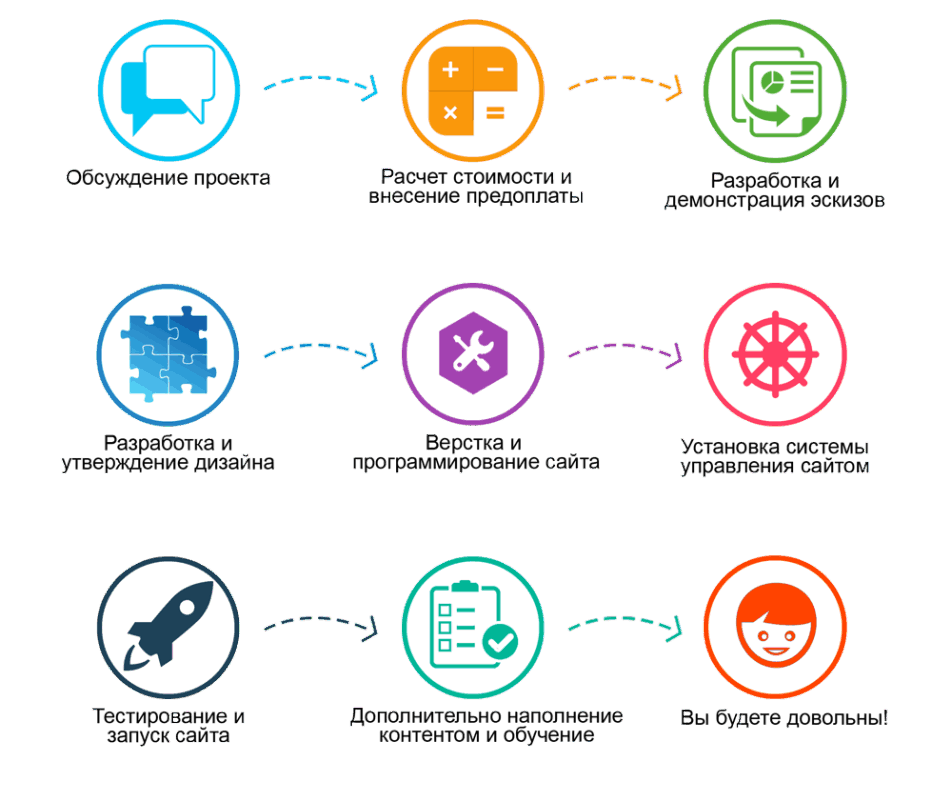 Обсуждение проекта
Расчет стоимости и
внесение предоплаты
Разработка и
демонстрация эскизов
Разработка и
утверждение дизайна
Верстка и
программирование сайта
Установка системы
управления сайтом
Тестирование и
запуск сайта
Дополнительно наполнение
контентом и обучение
Вы будете довольны!